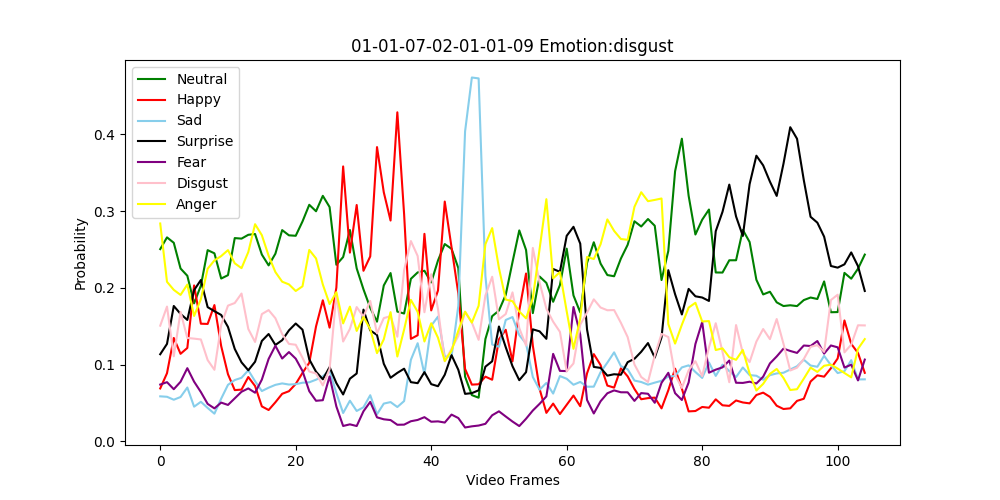 01-01-07-02-01-01-09 Emotion:disgust
Neutral
Happy
Sad
Surprise
Fear
Disgust
Anger
Probability
0.4
0.3
0.2
0.1
0.0
0 20 40 60 80 100
Video Frames